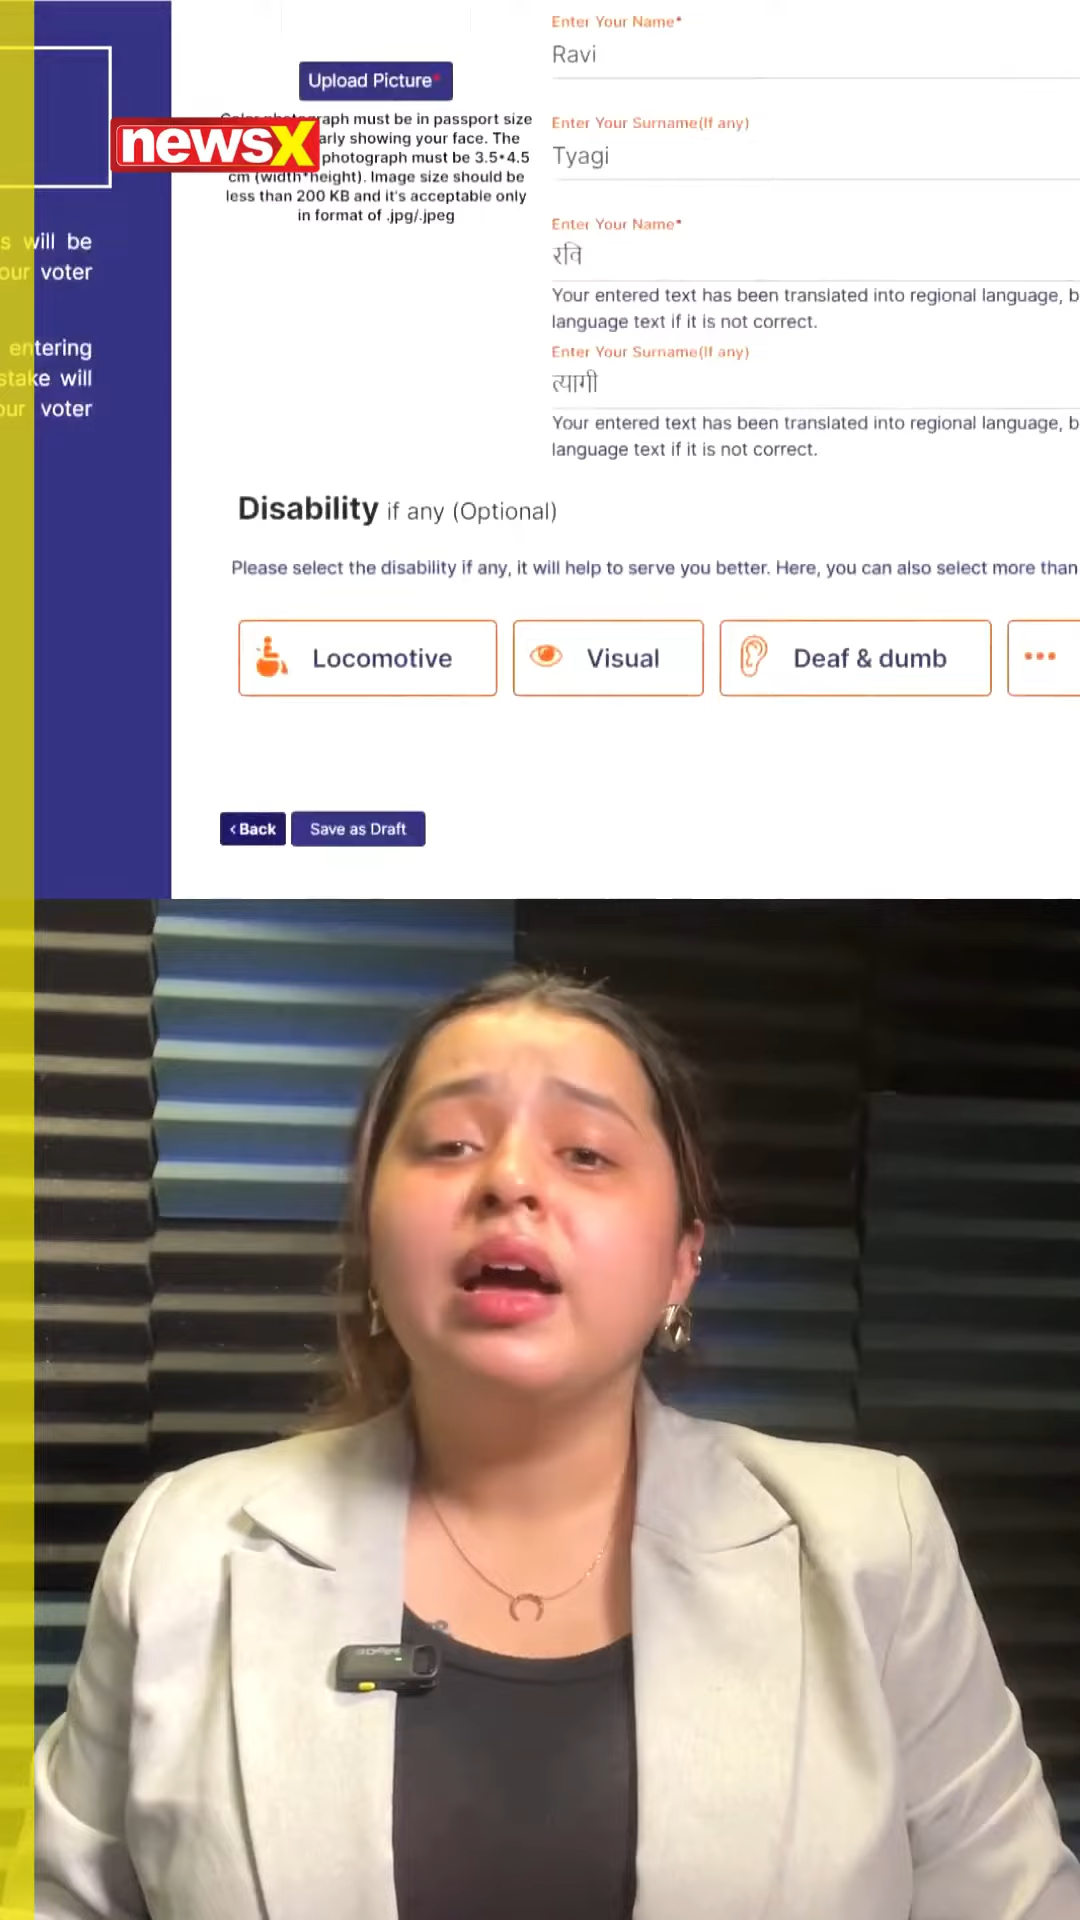 Enter Your Name*
Ravi
Upload Picture*
photograph must be in passport size
showing your face. The
photograph must be 3.5*4.5
cm (width*height). Image size should be
less than 200 KB and it's acceptable only
in format of .jpg/.jpeg
newsX
Enter Your Surname(If any)
Tyagi
Enter Your Name*
रवि
Your entered text has been translated into regional language, b
language text if it is not correct.
Enter Your Surname(If any)
त्यागी
Your entered text has been translated into regional language, b
language text if it is not correct.
s will be
our voter
entering
stake will
our voter
Disability if any (Optional)
Please select the disability if any, it will help to serve you better. Here, you can also select more than
Locomotive
Visual
Deaf & dumb
< Back
Save as Draft